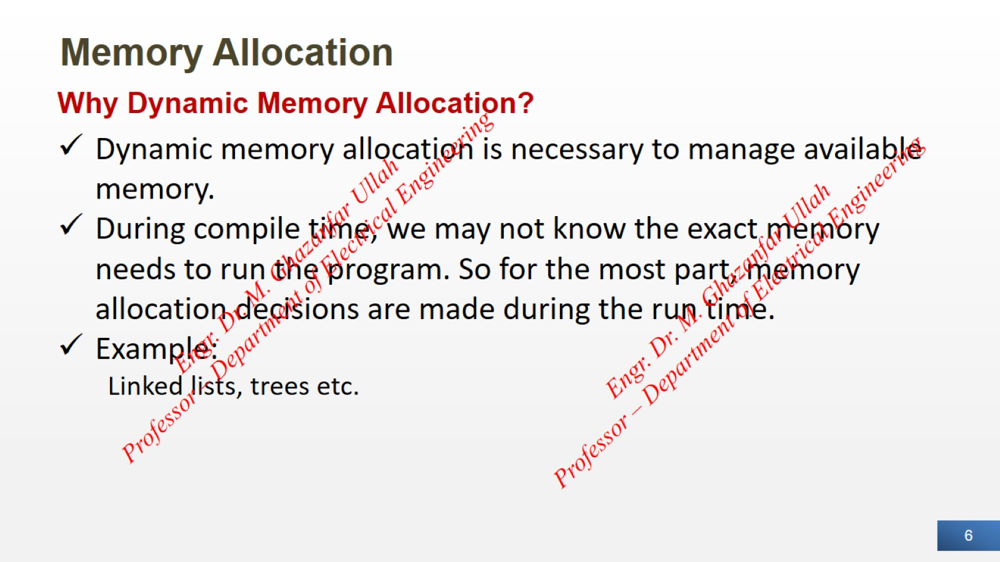 Memory Allocation
Why Dynamic Memory Allocation?
✓ Dynamic memory allocation is necessary to manage available
memory.
✓ During compile time, we may not know the exact memory
needs to run the program. So for the most part, memory
allocation decisions are made during the run time.
✓ Example:
Linked lists, trees etc.
Engr. Dr. M. Ghazanfar Ullah
Professor – Department of Electrical Engineering
Engr. Dr. M. Ghazanfar Ullah
Professor – Department of Electrical Engineering
6